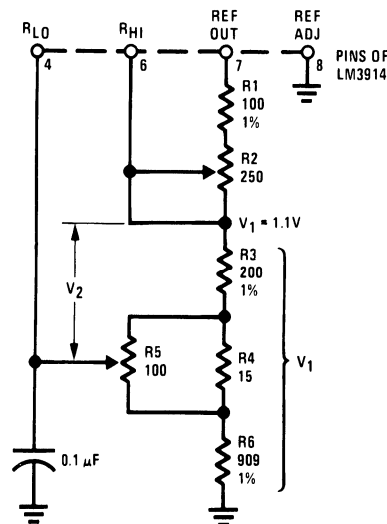 RLO
RHI
REF
OUT
REF
ADJ
4
6
7
8
PINS OF
LM3914
R1
100
1%
R2
250
V1 = 1.1V
R3
200
1%
V2
R5
100
R4
15
V1
0.1 µF
R6
909
1%